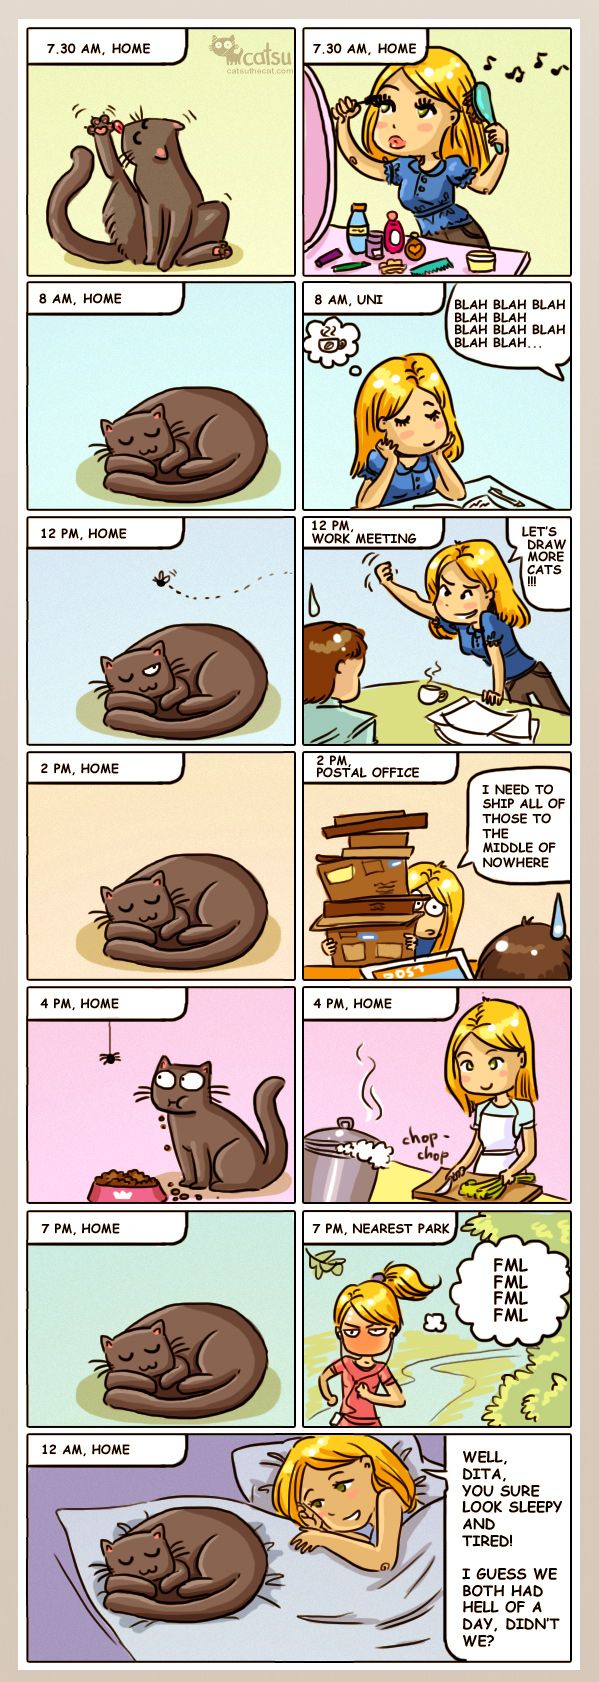 7.30 AM, HOME
catsu
catsuthecat.com
7.30 AM, HOME
8 AM, HOME
8 AM, UNI
BLAH BLAH BLAH
BLAH BLAH
BLAH BLAH BLAH
BLAH BLAH...
12 PM, HOME
12 PM,
WORK MEETING
LET'S
DRAW
MORE
CATS
!!!
2 PM, HOME
2 PM,
POSTAL OFFICE
I NEED TO
SHIP ALL OF
THOSE TO
THE
MIDDLE OF
NOWHERE
POST
4 PM, HOME
4 PM, HOME
chop -
chop
7 PM, HOME
7 PM, NEAREST PARK
FML
FML
FML
FML
12 AM, HOME
WELL,
DITA,
YOU SURE
LOOK SLEEPY
AND
TIRED!
I GUESS WE
BOTH HAD
HELL OF A
DAY, DIDN'T
WE?